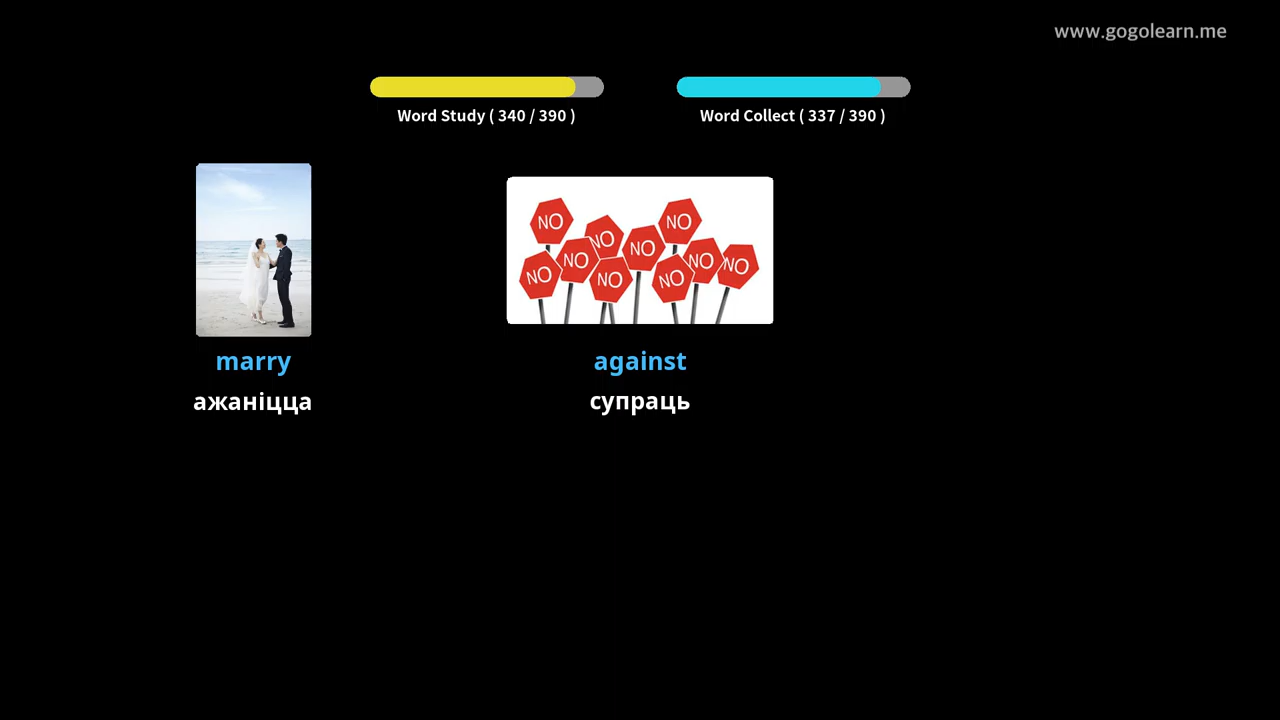 www.gogolearn.me
Word Study ( 340 / 390 )
Word Collect ( 337 / 390 )
NO
NO
NO
NO
NO
NO
NO
NO
NO
NO
marry
against
ажаніцца
супраць